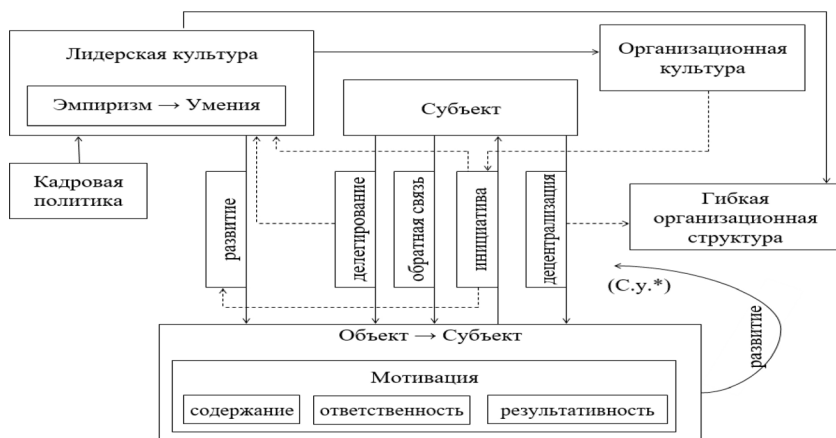 Лидерская культура
Эмпиризм → Умения
Организационная
культура
Субъект
Кадровая
политика
развитие
делегирование
обратная связь
инициатива
децентрализация
Гибкая
организационная
структура
(С.у.*)
развитие
Объект → Субъект
Мотивация
содержание
ответственность
результативность